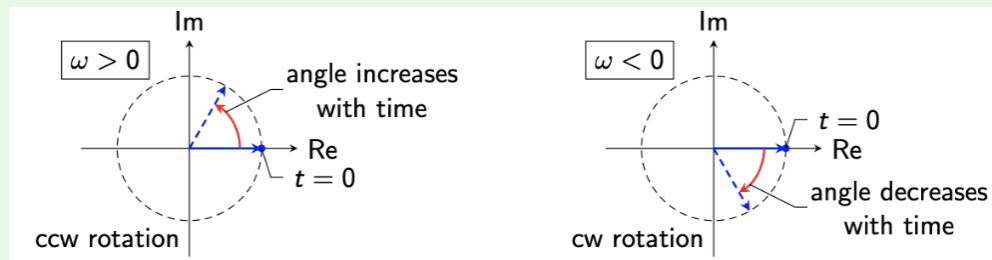 Im
ω > 0
angle increases
with time
Re
t = 0
ccw rotation
Im
ω < 0
t = 0
Re
angle decreases
with time
cw rotation